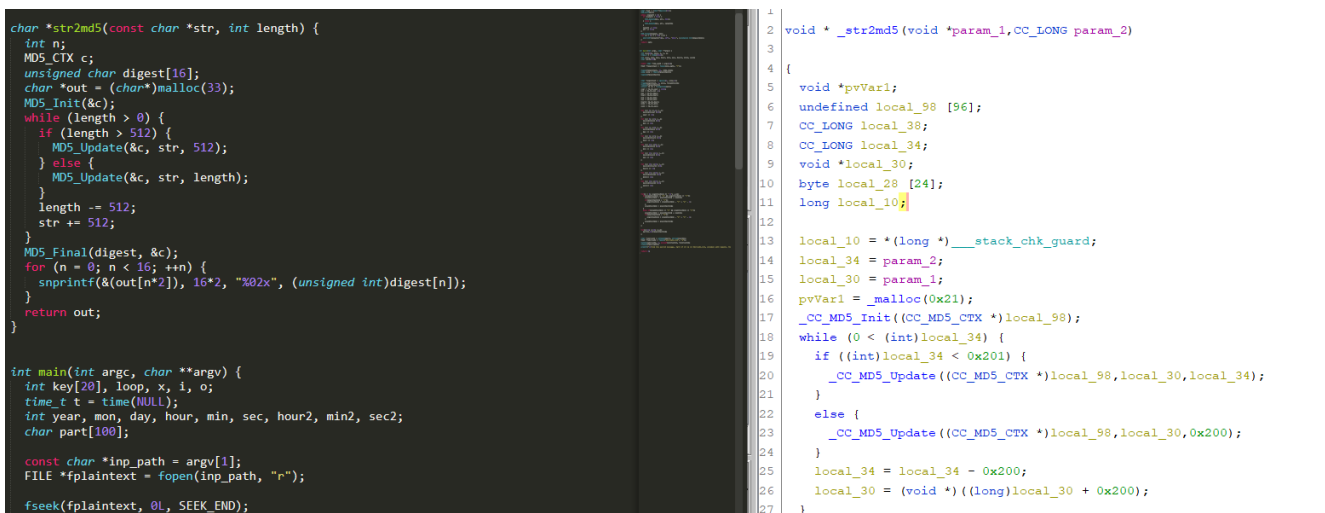 char *str2md5(const char *str, int length) {
  int n;
  MD5_CTX c;
  unsigned char digest[16];
  char *out = (char*)malloc(33);
  MD5_Init(&c);
  while (length > 0) {
    if (length > 512) {
      MD5_Update(&c, str, 512);
    } else {
      MD5_Update(&c, str, length);
    }
    length -= 512;
    str += 512;
  }
  MD5_Final(digest, &c);
  for (n = 0; n < 16; ++n) {
    snprintf(&(out[n*2]), 16*2, "%02x", (unsigned int)digest[n]);
  }
  return out;
}
int main(int argc, char **argv) {
  int key[20], loop, x, i, o;
  time_t t = time(NULL);
  int year, mon, day, hour, min, sec, hour2, min2, sec2;
  char part[100];
  const char *inp_path = argv[1];
  FILE *fplaintext = fopen(inp_path, "r");
  fseek(fplaintext, 0L, SEEK_END);
1
2 void * _str2md5(void *param_1,CC_LONG param_2)
3
4 {
5   void *pvVar1;
6   undefined local_98 [96];
7   CC_LONG local_38;
8   CC_LONG local_34;
9   void *local_30;
10   byte local_28 [24];
11   long local_10;
12
13   local_10 = *(long *)___stack_chk_guard;
14   local_34 = param_2;
15   local_30 = param_1;
16   pvVar1 = _malloc(0x21);
17   _CC_MD5_Init((CC_MD5_CTX *)local_98);
18   while (0 < (int)local_34) {
19     if ((int)local_34 < 0x201) {
20       _CC_MD5_Update((CC_MD5_CTX *)local_98,local_30,local_34);
21     }
22     else {
23       _CC_MD5_Update((CC_MD5_CTX *)local_98,local_30,0x200);
24     }
25     local_34 = local_34 - 0x200;
26     local_30 = (void *)((long)local_30 + 0x200);
27   }